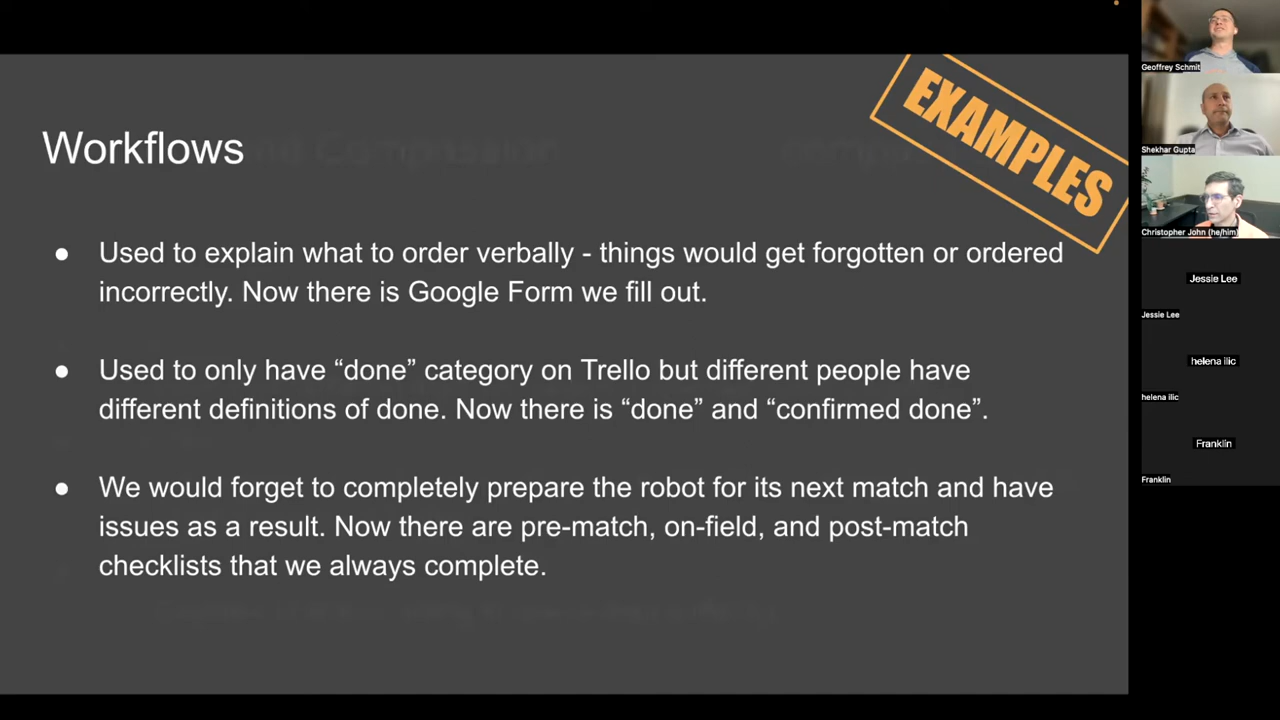 EXAMPLES
Workflows
● Used to explain what to order verbally - things would get forgotten or ordered
incorrectly. Now there is Google Form we fill out.
● Used to only have “done” category on Trello but different people have
different definitions of done. Now there is “done” and “confirmed done”.
● We would forget to completely prepare the robot for its next match and have
issues as a result. Now there are pre-match, on-field, and post-match
checklists that we always complete.
Geoffrey Schmit
Shekhar Gupta
Christopher John (he/him)
Jessie Lee
Jessie Lee
helena ilic
helena ilic
Franklin
Franklin